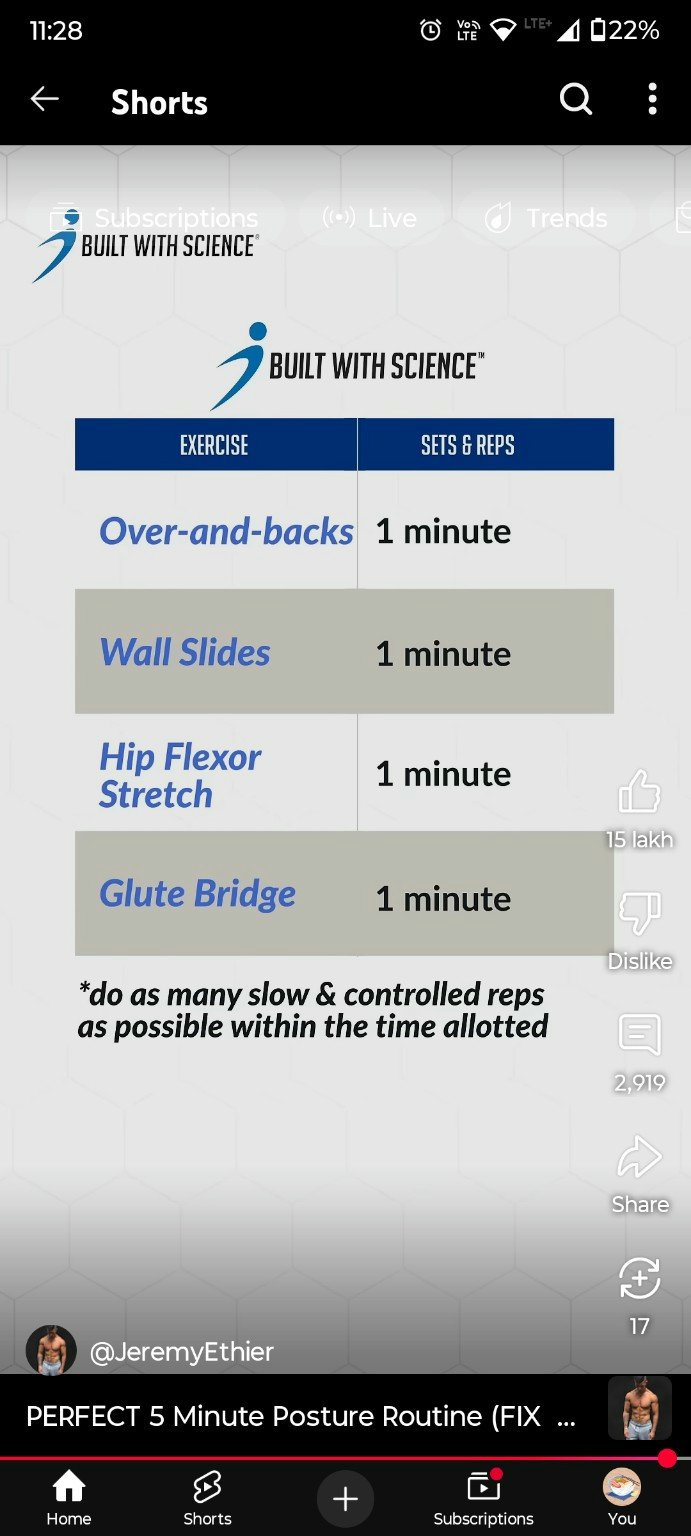 11:28
Vo)) LTE
LTE+
22%
Shorts
Subscriptions
Live
Trends
BUILT WITH SCIENCE®
BUILT WITH SCIENCE™
EXERCISE
SETS & REPS
Over-and-backs
1 minute
Wall Slides
1 minute
Hip Flexor
Stretch
1 minute
Glute Bridge
1 minute
*do as many slow & controlled reps
as possible within the time allotted
15 lakh
Dislike
2,919
Share
17
@JeremyEthier
PERFECT 5 Minute Posture Routine (FIX ...
Home
Shorts
Subscriptions
You